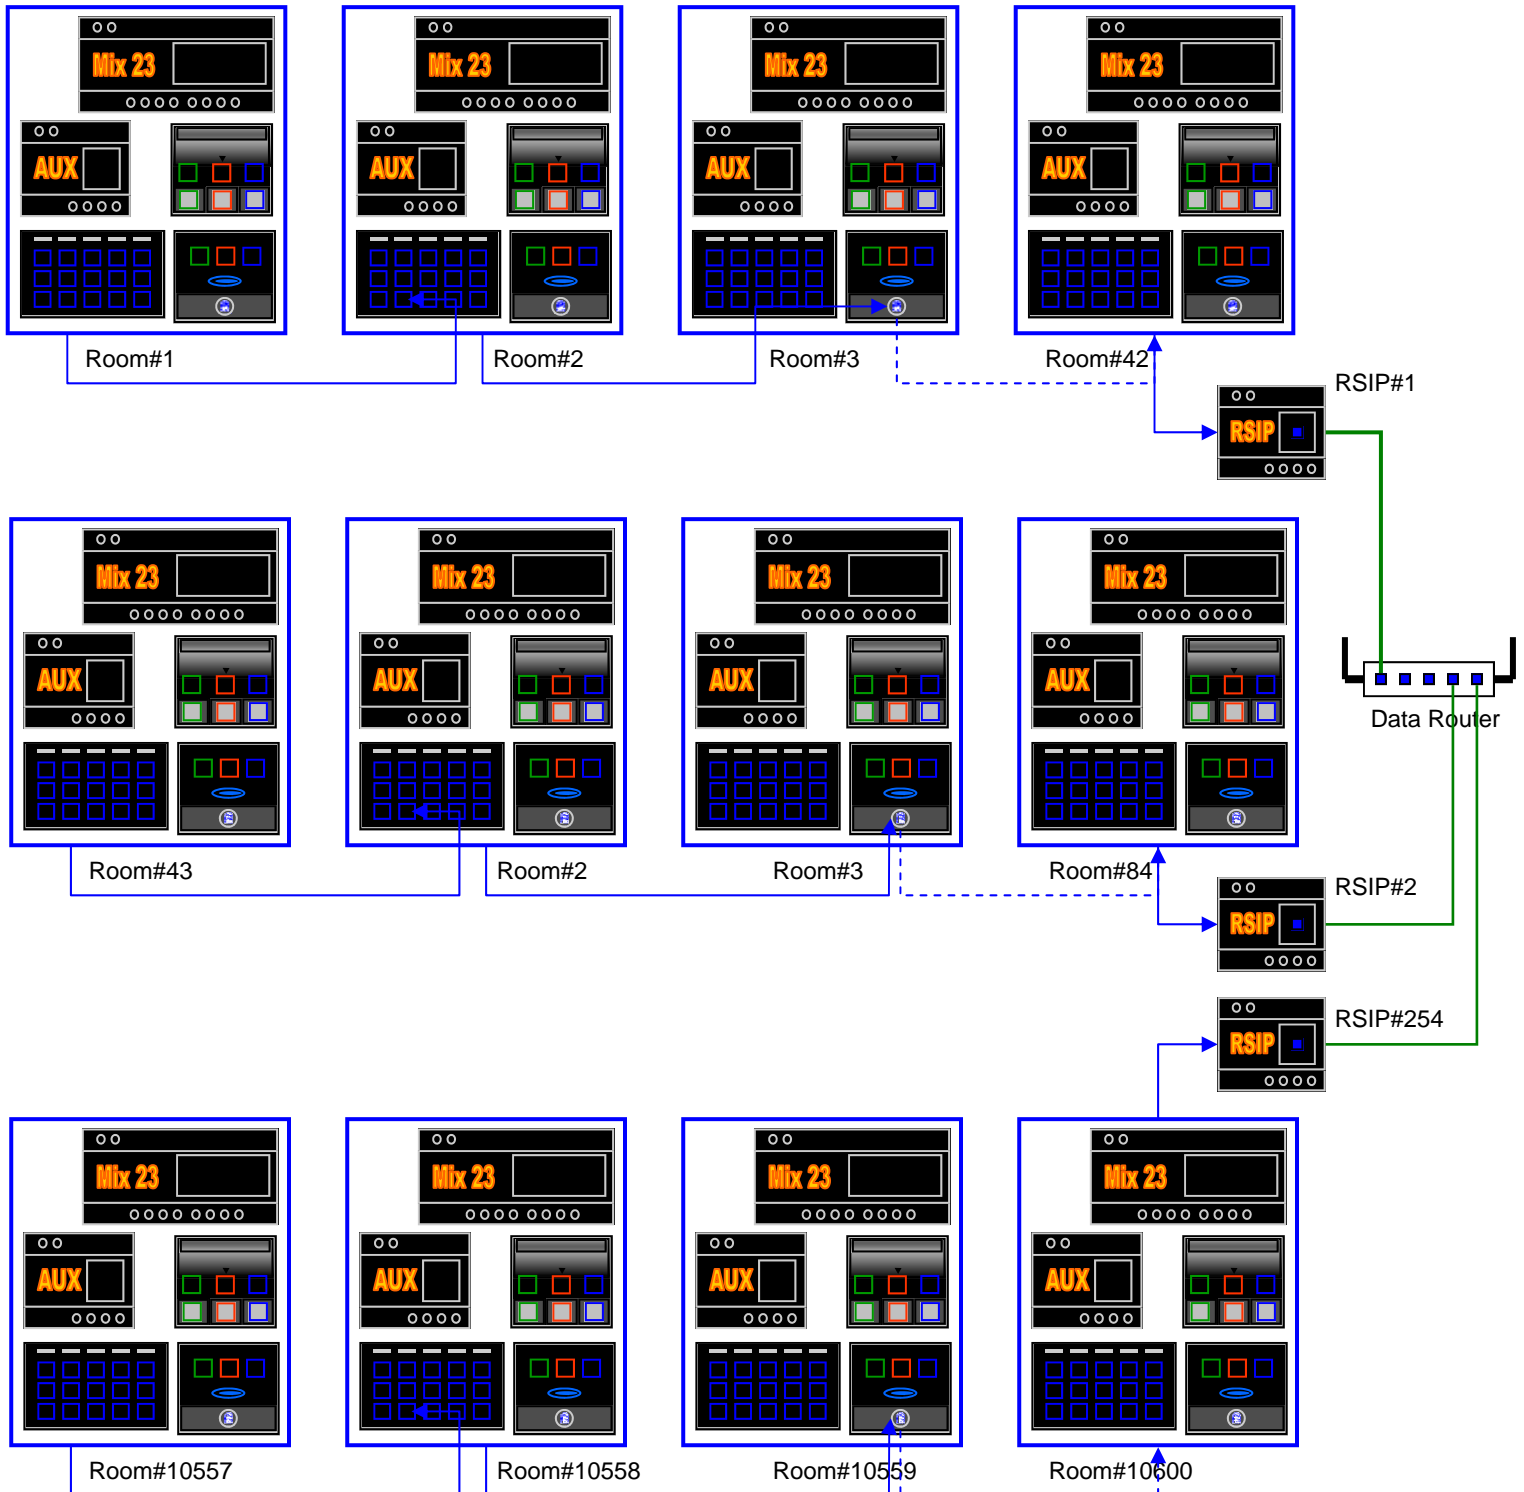 Mix 23 Mix 23 Mix 23 Mix 23
AUX AUX AUX AUX
Room#1 Room#2 Room#3 Room#42
RSIP#1
RSIP
Mix 23 Mix 23 Mix 23 Mix 23
AUX AUX AUX AUX
Data Router
Room#43 Room#2 Room#3 Room#84
RSIP#2
RSIP
RSIP#254
RSIP
Mix 23 Mix 23 Mix 23 Mix 23
AUX AUX AUX AUX
Room#10557 Room#10558 Room#10559 Room#10600